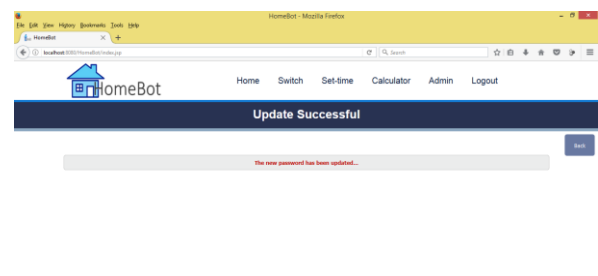 HomeBot - Mozilla Firefox
File Edit View History Bookmarks Tools Help
HomeBot
localhost:8080/HomeBot/index.jsp
Search
HomeBot
Home Switch Set-time Calculator Admin Logout
Update Successful
Back
The new password has been updated...